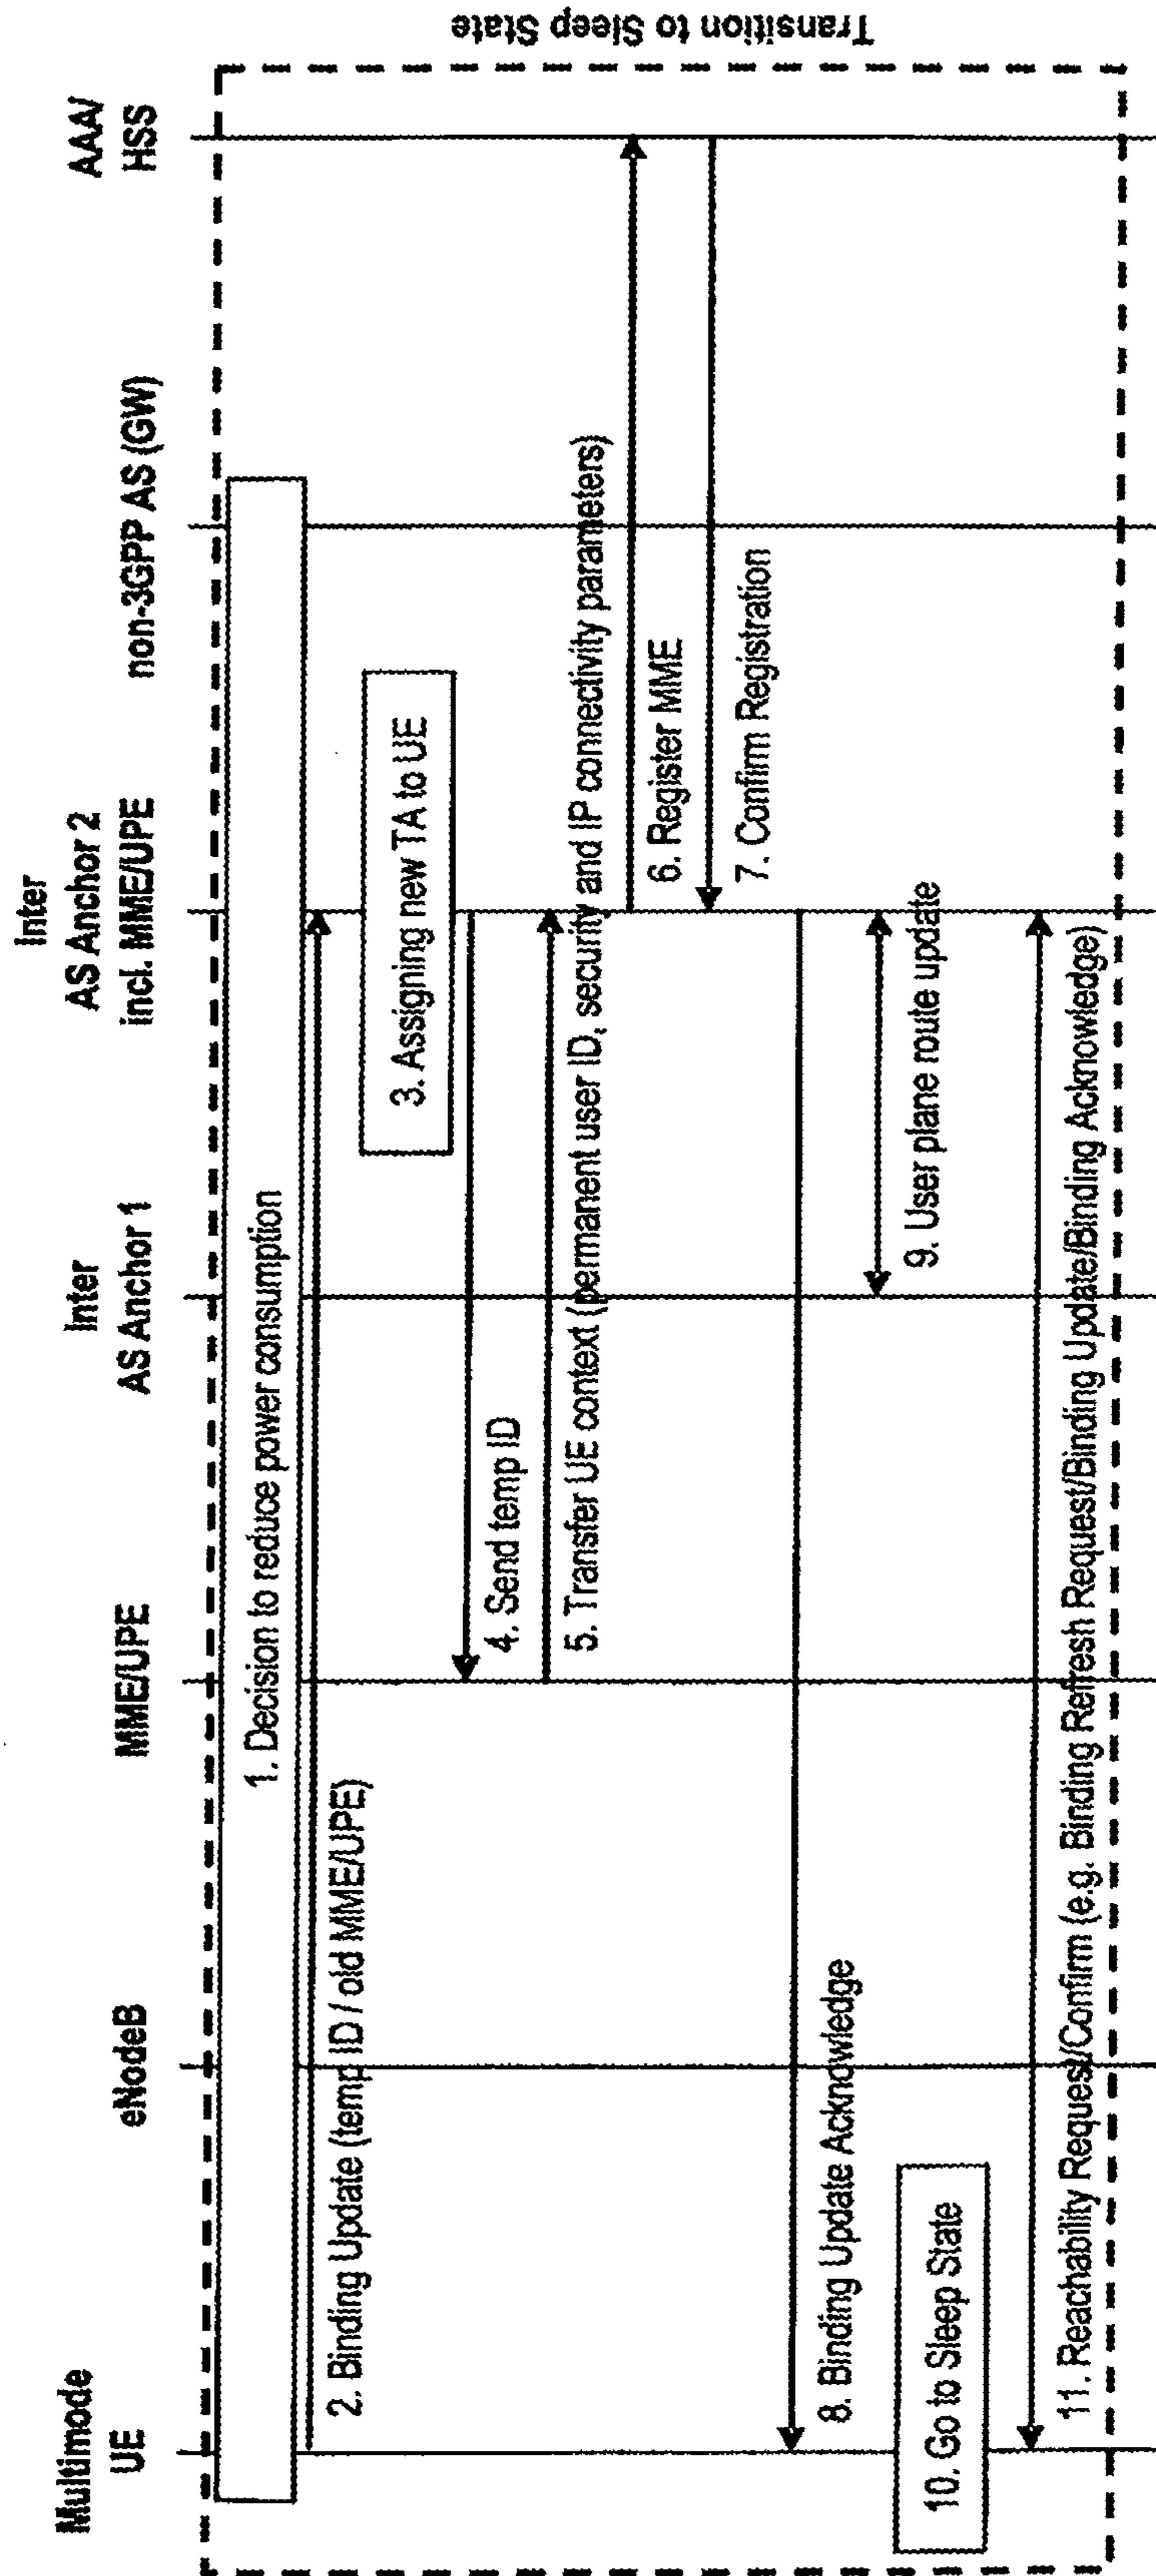 Multimode
UE
eNodeB
MME/UPE
Inter
AS Anchor 1
Inter
AS Anchor 2
incl. MME/UPE
non-3GPP AS (GW)
AAA/
HSS
1. Decision to reduce power consumption
2. Binding Update (temp ID / old MME/UPE)
3. Assigning new TA to UE
4. Send temp ID
5. Transfer UE context (permanent user ID, security and IP connectivity parameters)
6. Register MME
7. Confirm Registration
8. Binding Update Acknowledge
9. User plane route update
10. Go to Sleep State
11. Reachability Request/Confirm (e.g. Binding Refresh Request/Binding Update/Binding Acknowledge)
Transition to Sleep State